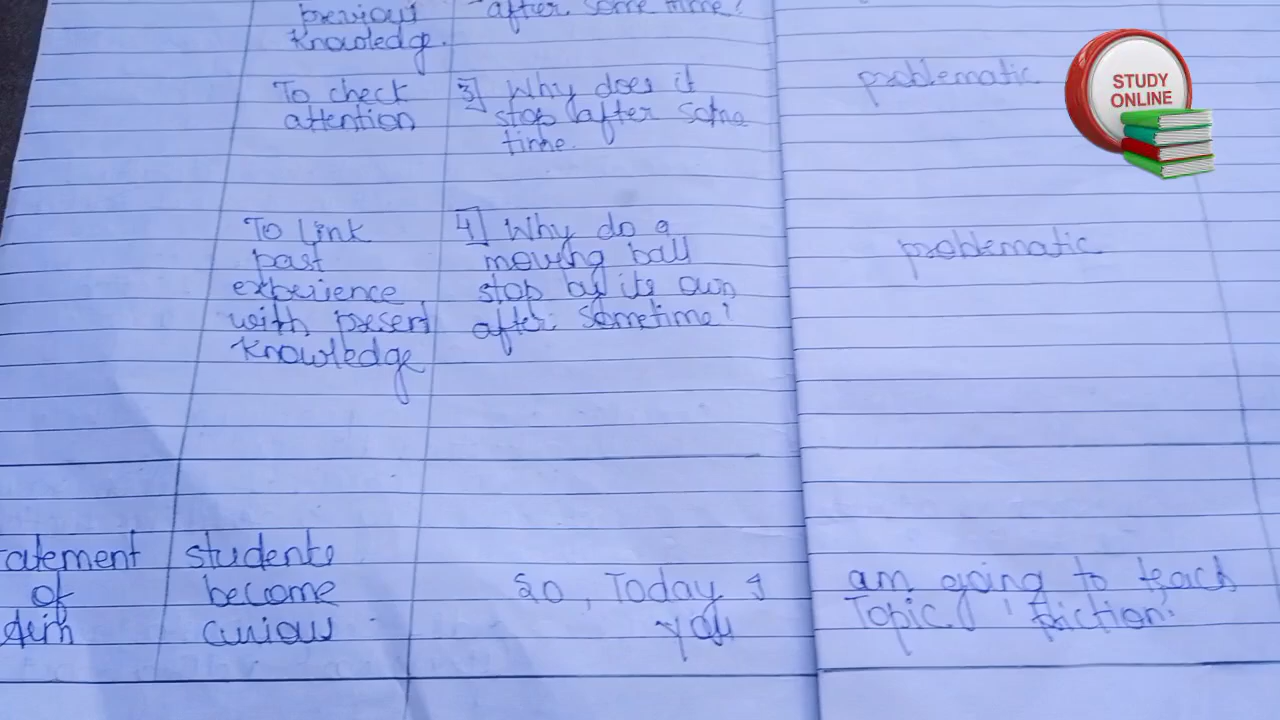 previous
after some time?
Knowledge.
To check
attention
3] Why does it
stop after some
time.
problematic
STUDY
ONLINE
To link
past
experience
with present
Knowledge
4] Why do a
moving ball
stop by its own
after sometime?
problematic
atement
of
Aim
students
become
curious
So, Today I am going to teach
you Topic 'friction.'